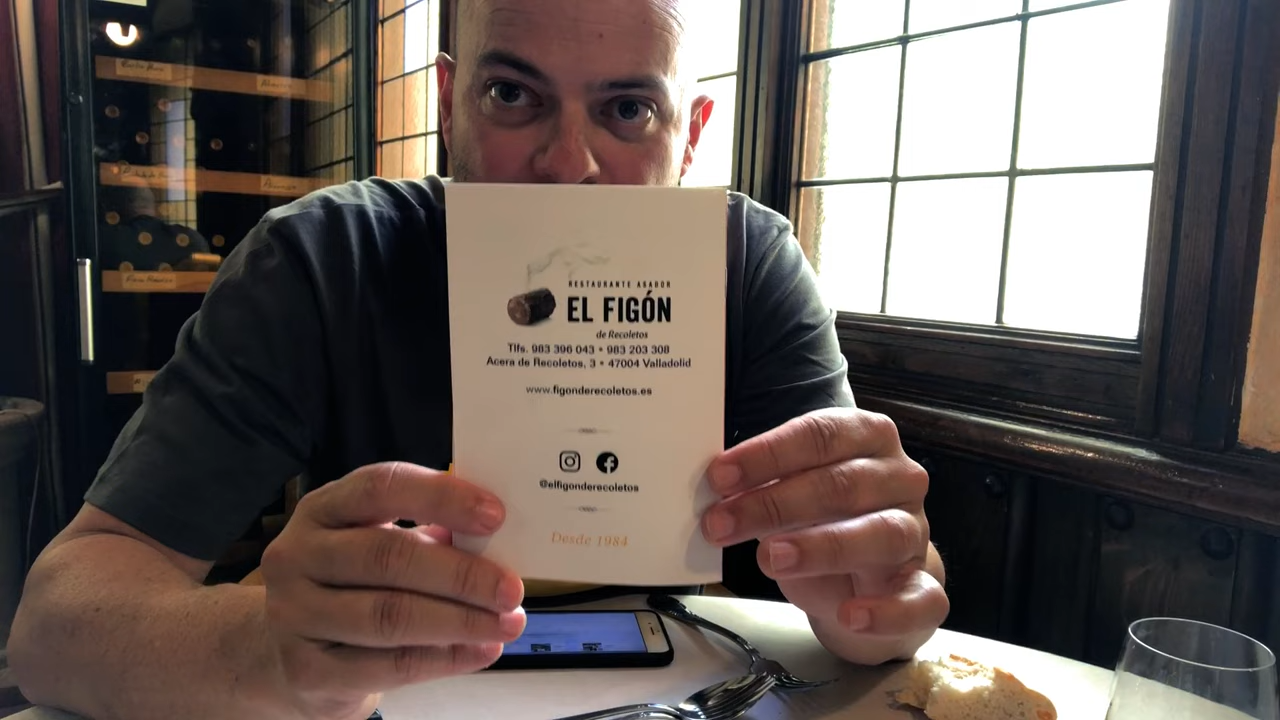 RESTAURANTE ASADOR
EL FIGÓN
de Recoletos
Tlfs. 983 396 043 • 983 203 308
Acera de Recoletos, 3 • 47004 Valladolid
www.figonderecoletos.es
@elfigonderecoletos
Desde 1984